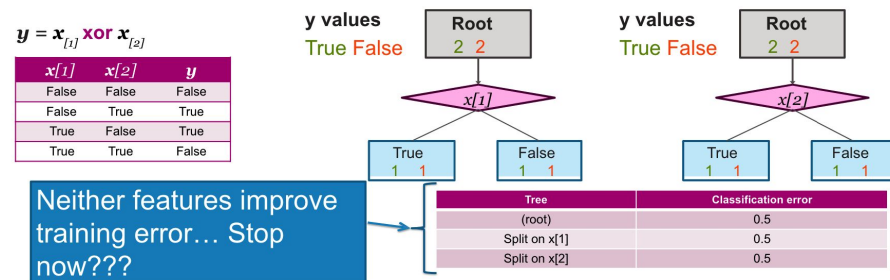 y = x[1] xor x[2]
x[1] x[2] y
False False False
False True True
True False True
True True False
y values
True False
Root
2 2
x[1]
True
1 1
False
1 1
y values
True False
Root
2 2
x[2]
True
1 1
False
1 1
Neither features improve
training error... Stop
now???
Tree Classification error
(root) 0.5
Split on x[1] 0.5
Split on x[2] 0.5